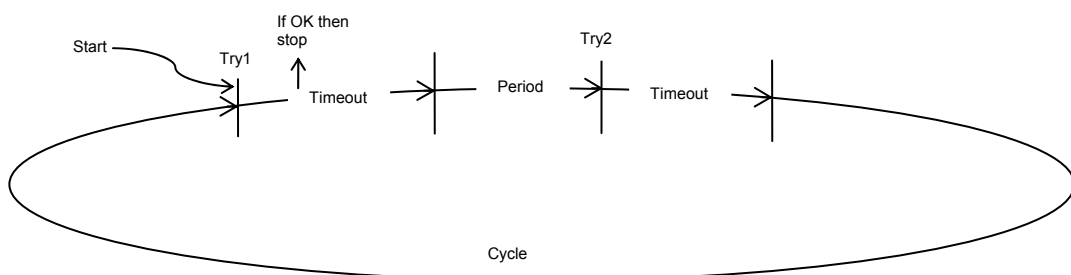 If OK then
stop
Start
Try1
Try2
Timeout
Period
Timeout
Cycle